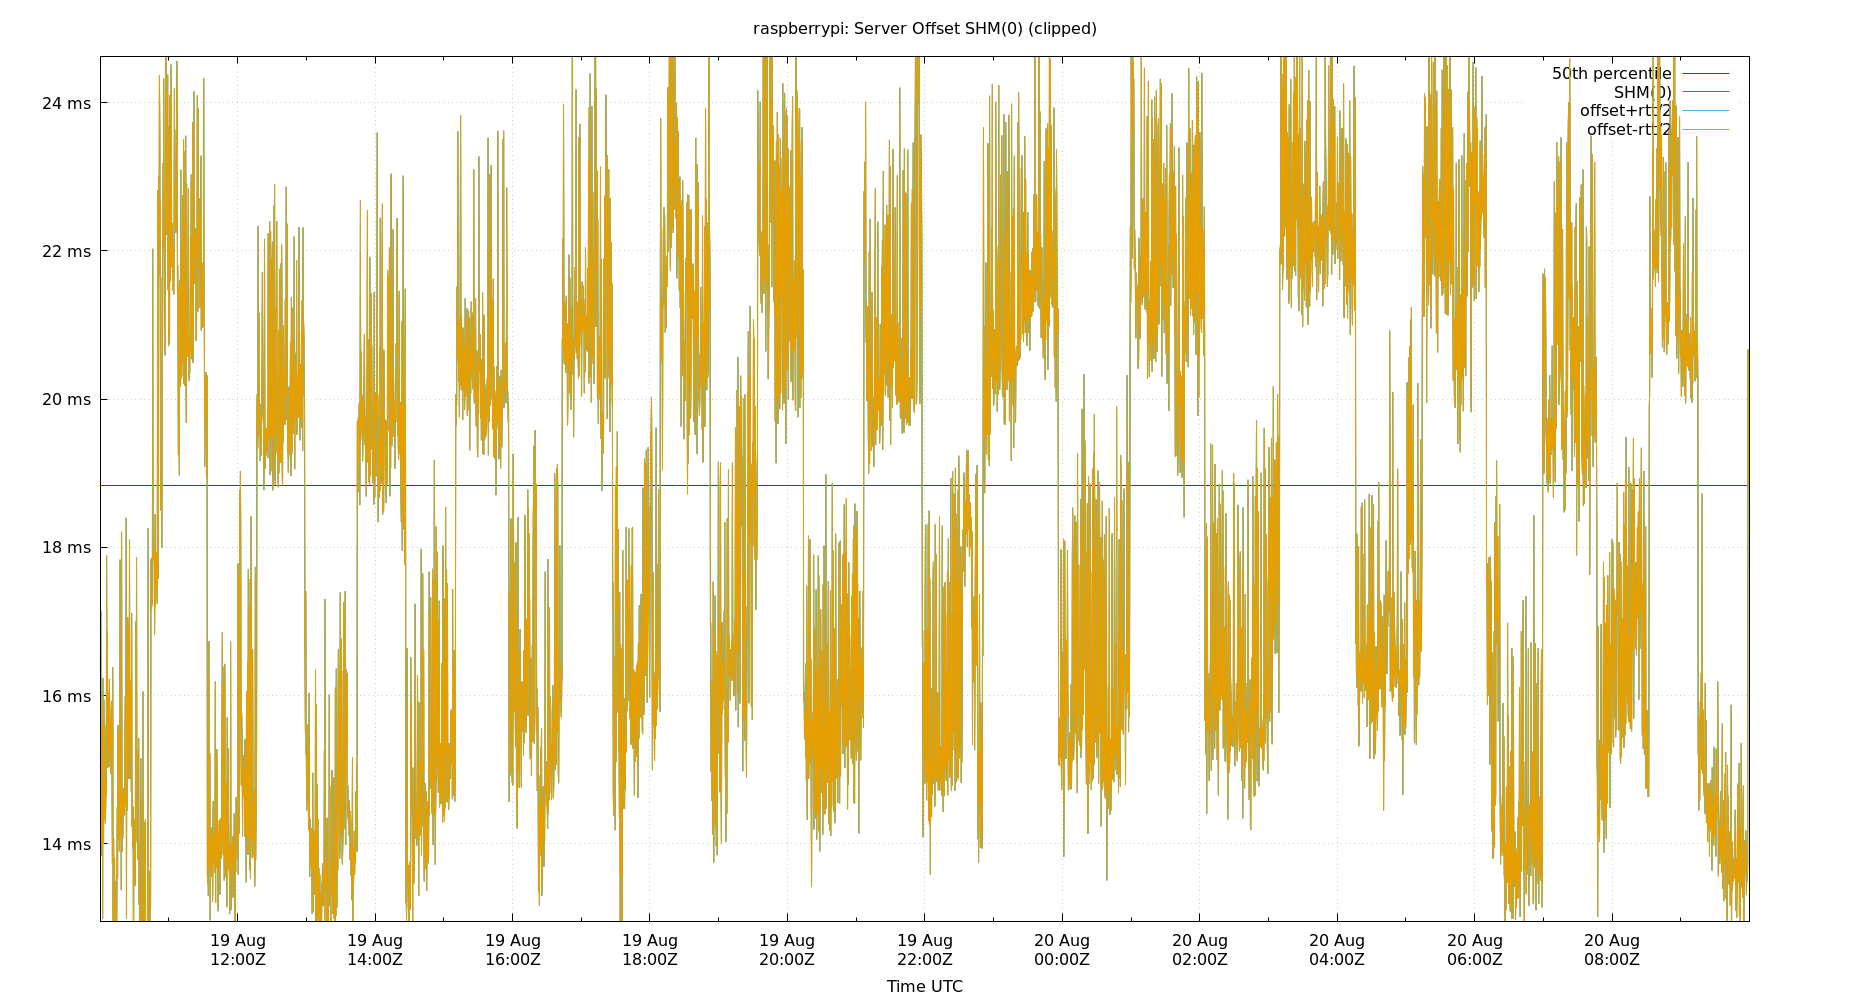 raspberrypi: Server Offset SHM(0) (clipped)
50th percentile
SHM(0)
offset+rtt/2
offset-rtt/2
24 ms
22 ms
20 ms
18 ms
16 ms
14 ms
19 Aug 19 Aug 19 Aug 19 Aug 19 Aug 19 Aug 20 Aug 20 Aug 20 Aug 20 Aug 20 Aug
12:00Z 14:00Z 16:00Z 18:00Z 20:00Z 22:00Z 00:00Z 02:00Z 04:00Z 06:00Z 08:00Z
Time UTC